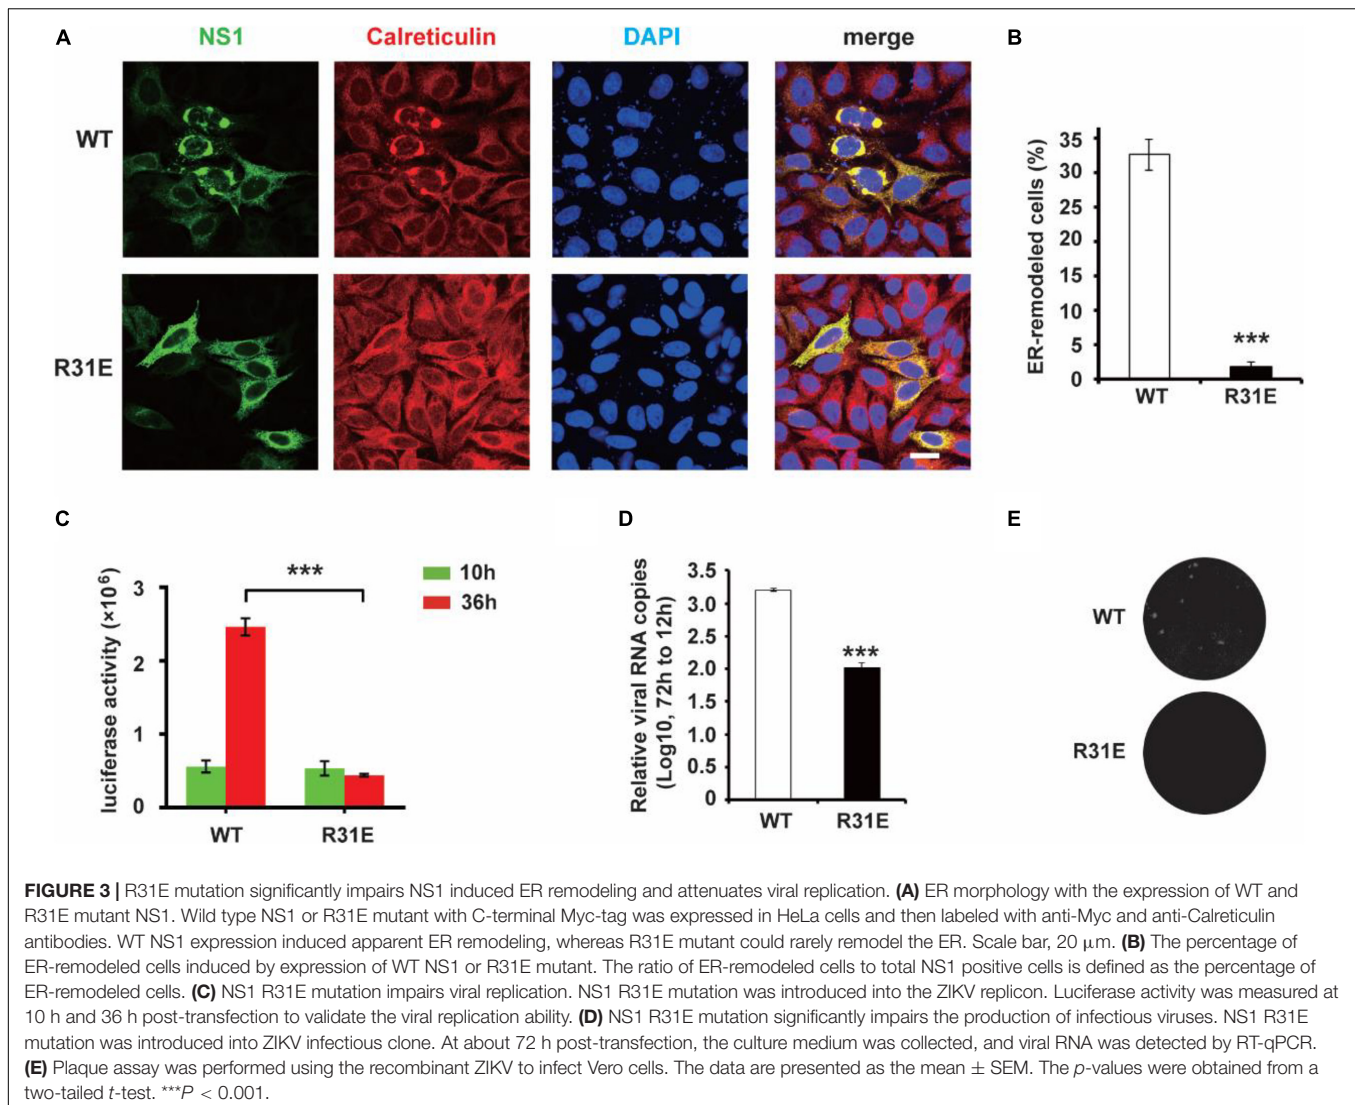 A
NS1
Calreticulin
DAPI
merge
WT
R31E
B
ER-remodeled cells (%)
35
30
25
20
15
10
5
0
***
WT
R31E
C
luciferase activity (×10⁶)
3
2
1
0
***
10h
36h
WT
R31E
D
Relative viral RNA copies
(Log10, 72h to 12h)
3.5
3.0
2.5
2.0
1.5
1.0
0.5
0
***
WT
R31E
E
WT
R31E
FIGURE 3 | R31E mutation significantly impairs NS1 induced ER remodeling and attenuates viral replication. (A) ER morphology with the expression of WT and
R31E mutant NS1. Wild type NS1 or R31E mutant with C-terminal Myc-tag was expressed in HeLa cells and then labeled with anti-Myc and anti-Calreticulin
antibodies. WT NS1 expression induced apparent ER remodeling, whereas R31E mutant could rarely remodel the ER. Scale bar, 20 μm. (B) The percentage of
ER-remodeled cells induced by expression of WT NS1 or R31E mutant. The ratio of ER-remodeled cells to total NS1 positive cells is defined as the percentage of
ER-remodeled cells. (C) NS1 R31E mutation impairs viral replication. NS1 R31E mutation was introduced into the ZIKV replicon. Luciferase activity was measured at
10 h and 36 h post-transfection to validate the viral replication ability. (D) NS1 R31E mutation significantly impairs the production of infectious viruses. NS1 R31E
mutation was introduced into ZIKV infectious clone. At about 72 h post-transfection, the culture medium was collected, and viral RNA was detected by RT-qPCR.
(E) Plaque assay was performed using the recombinant ZIKV to infect Vero cells. The data are presented as the mean ± SEM. The p-values were obtained from a
two-tailed t-test. ***P < 0.001.